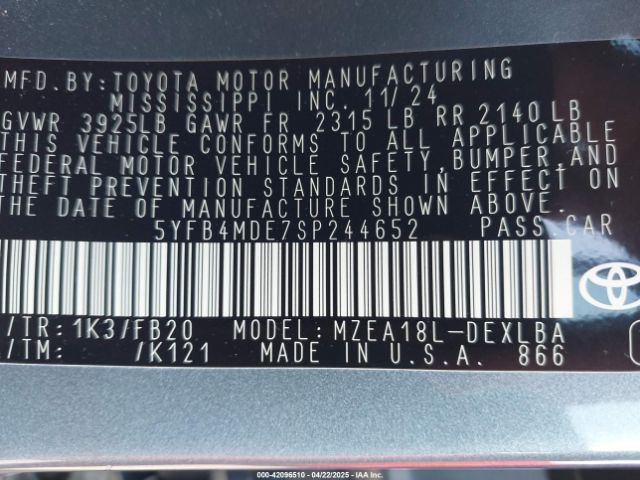 MFD. BY: TOYOTA MOTOR MANUFACTURING
MISSISSIPPI INC. 11/24
GVWR 3925LB GAWR FR 2315 LB RR 2140 LB
THIS VEHICLE CONFORMS TO ALL APPLICABLE
FEDERAL MOTOR VEHICLE SAFETY, BUMPER, AND
THEFT PREVENTION STANDARDS IN EFFECT ON
THE DATE OF MANUFACTURE SHOWN ABOVE.
5YFB4MDE7SP244652 PASS CAR
/TR: 1K3/FB20 MODEL: MZEA18L-DEXLBA
/TM: /K121 MADE IN U.S.A. 866
000-42096510 | 04/22/2025 | Copyright IAA, Inc.